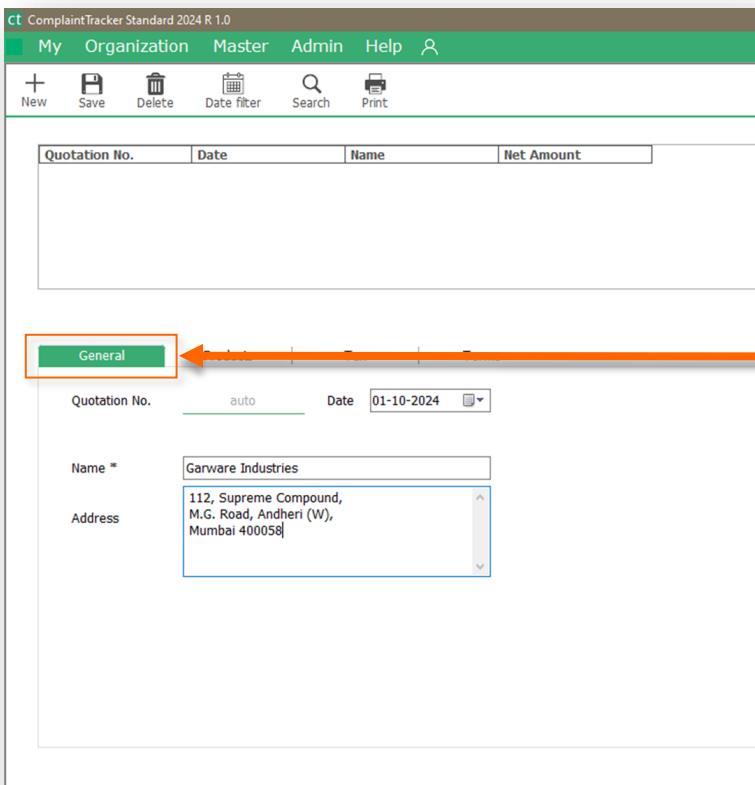 ct ComplaintTracker Standard 2024 R 1.0
My Organization Master Admin Help
New Save Delete Date filter Search Print
Quotation No. Date Name Net Amount
General
Quotation No. auto Date 01-10-2024
Name * Garware Industries
Address
112, Supreme Compound,
M.G. Road, Andheri (W),
Mumbai 400058